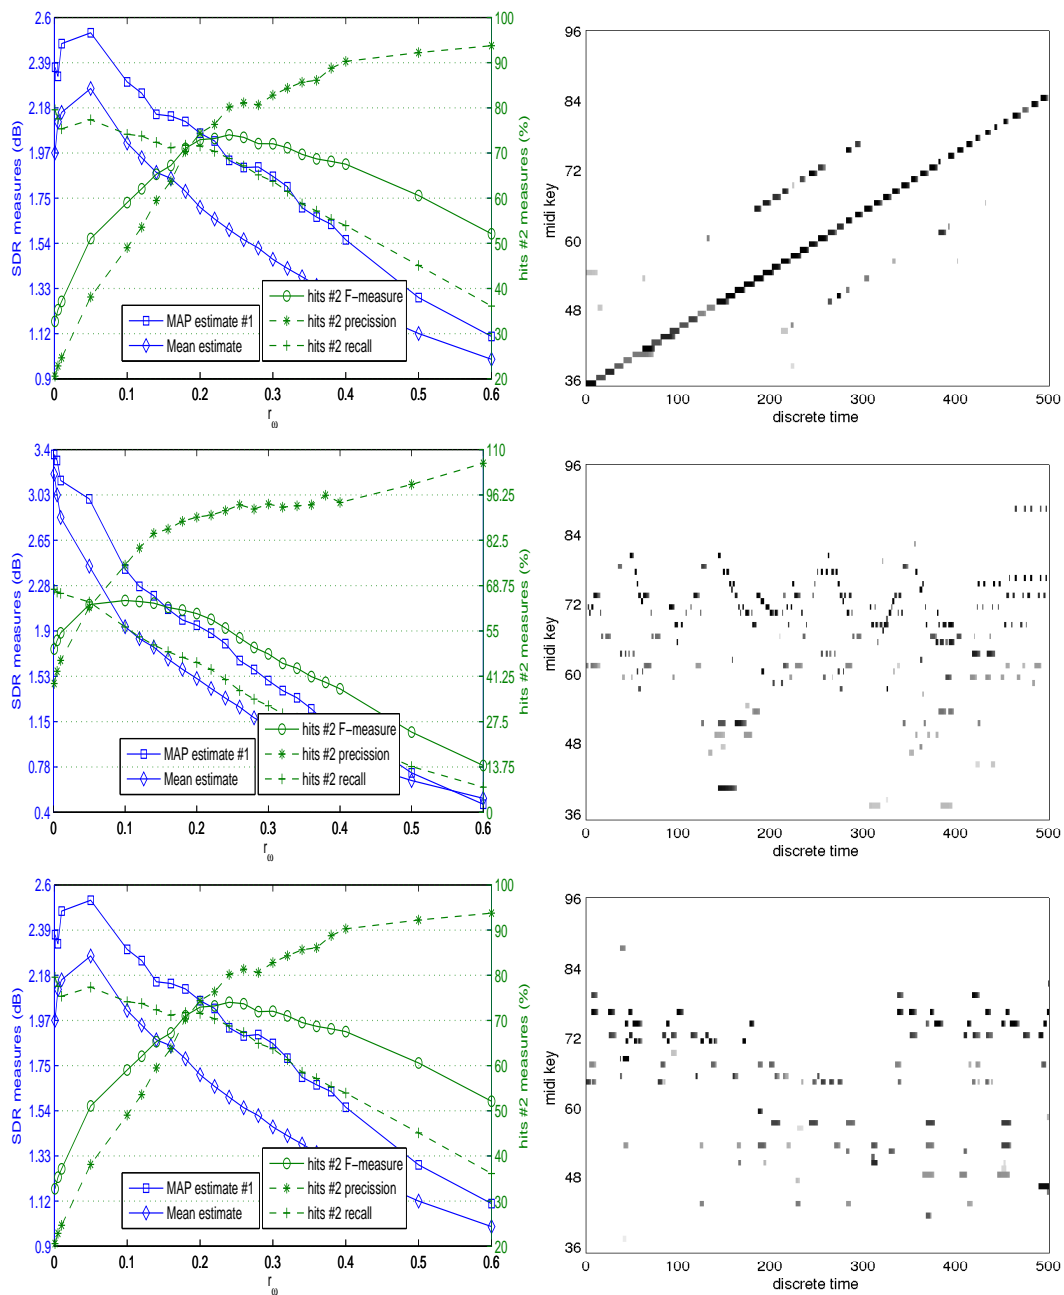 2.6
2.39
2.18
1.97
1.75
1.54
1.33
1.12
0.9
SDR measures (dB)
100
90
80
70
60
50
40
30
20
hits #2 measures (%)
MAP estimate #1
Mean estimate
hits #2 F−measure
hits #2 precission
hits #2 recall
0 0.1 0.2 0.3 0.4 0.5 0.6
r ω
96
84
72
60
48
36
midi key
0 100 200 300 400 500
discrete time
3.4
3.03
2.65
2.28
1.9
1.53
1.15
0.78
0.4
SDR measures (dB)
110
96.25
82.5
68.75
55
41.25
27.5
13.75
0
hits #2 measures (%)
MAP estimate #1
Mean estimate
hits #2 F−measure
hits #2 precission
hits #2 recall
0 0.1 0.2 0.3 0.4 0.5 0.6
r ω
96
84
72
60
48
36
midi key
0 100 200 300 400 500
discrete time
2.6
2.39
2.18
1.97
1.75
1.54
1.33
1.12
0.9
SDR measures (dB)
100
90
80
70
60
50
40
30
20
hits #2 measures (%)
MAP estimate #1
Mean estimate
hits #2 F−measure
hits #2 precission
hits #2 recall
0 0.1 0.2 0.3 0.4 0.5 0.6
r ω
96
84
72
60
48
36
midi key
0 100 200 300 400 500
discrete time